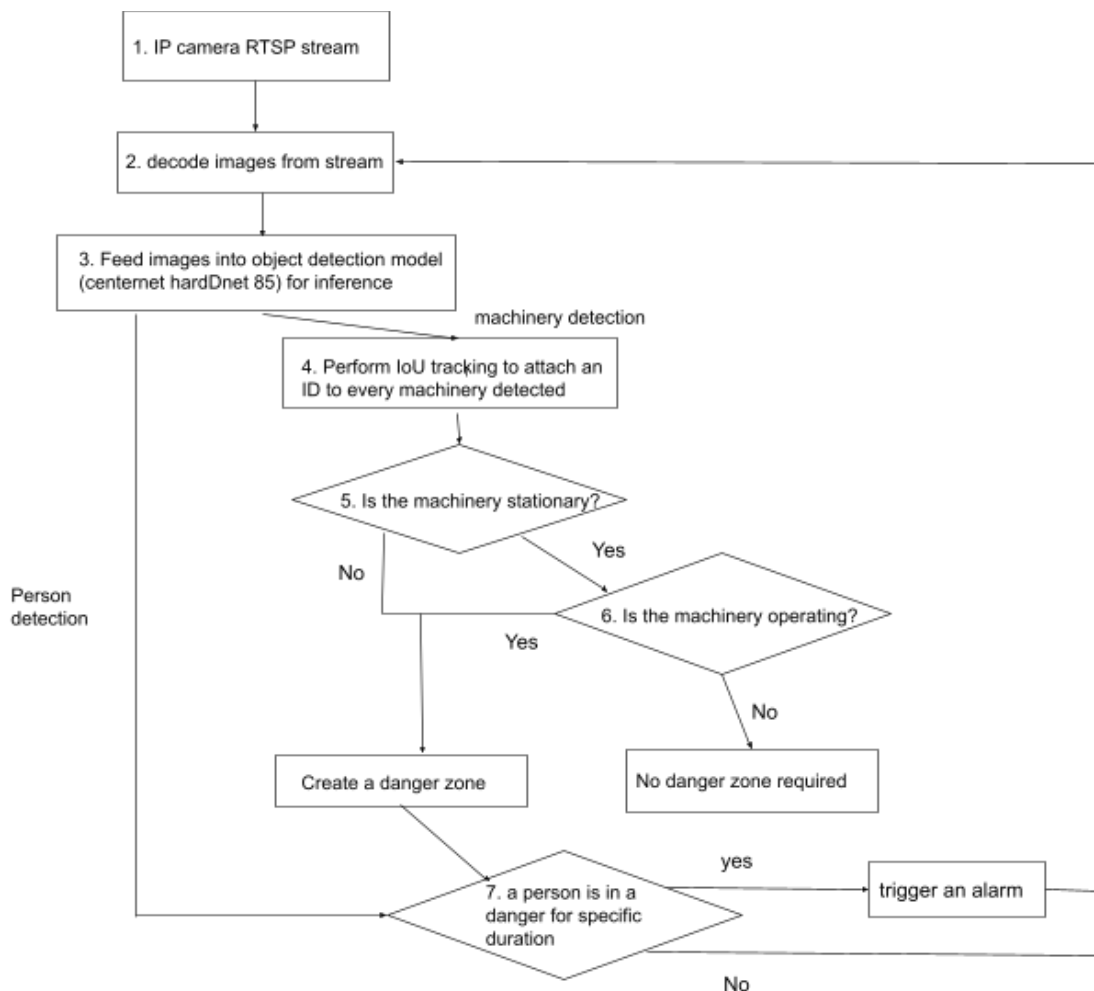 1. IP camera RTSP stream
2. decode images from stream
3. Feed images into object detection model
(centernet hardDnet 85) for inference
machinery detection
4. Perform IoU tracking to attach an
ID to every machinery detected
5. Is the machinery stationary?
Yes
No
Person
detection
6. Is the machinery operating?
Yes
No
Create a danger zone
No danger zone required
yes
7. a person is in a
danger for specific
duration
trigger an alarm
No